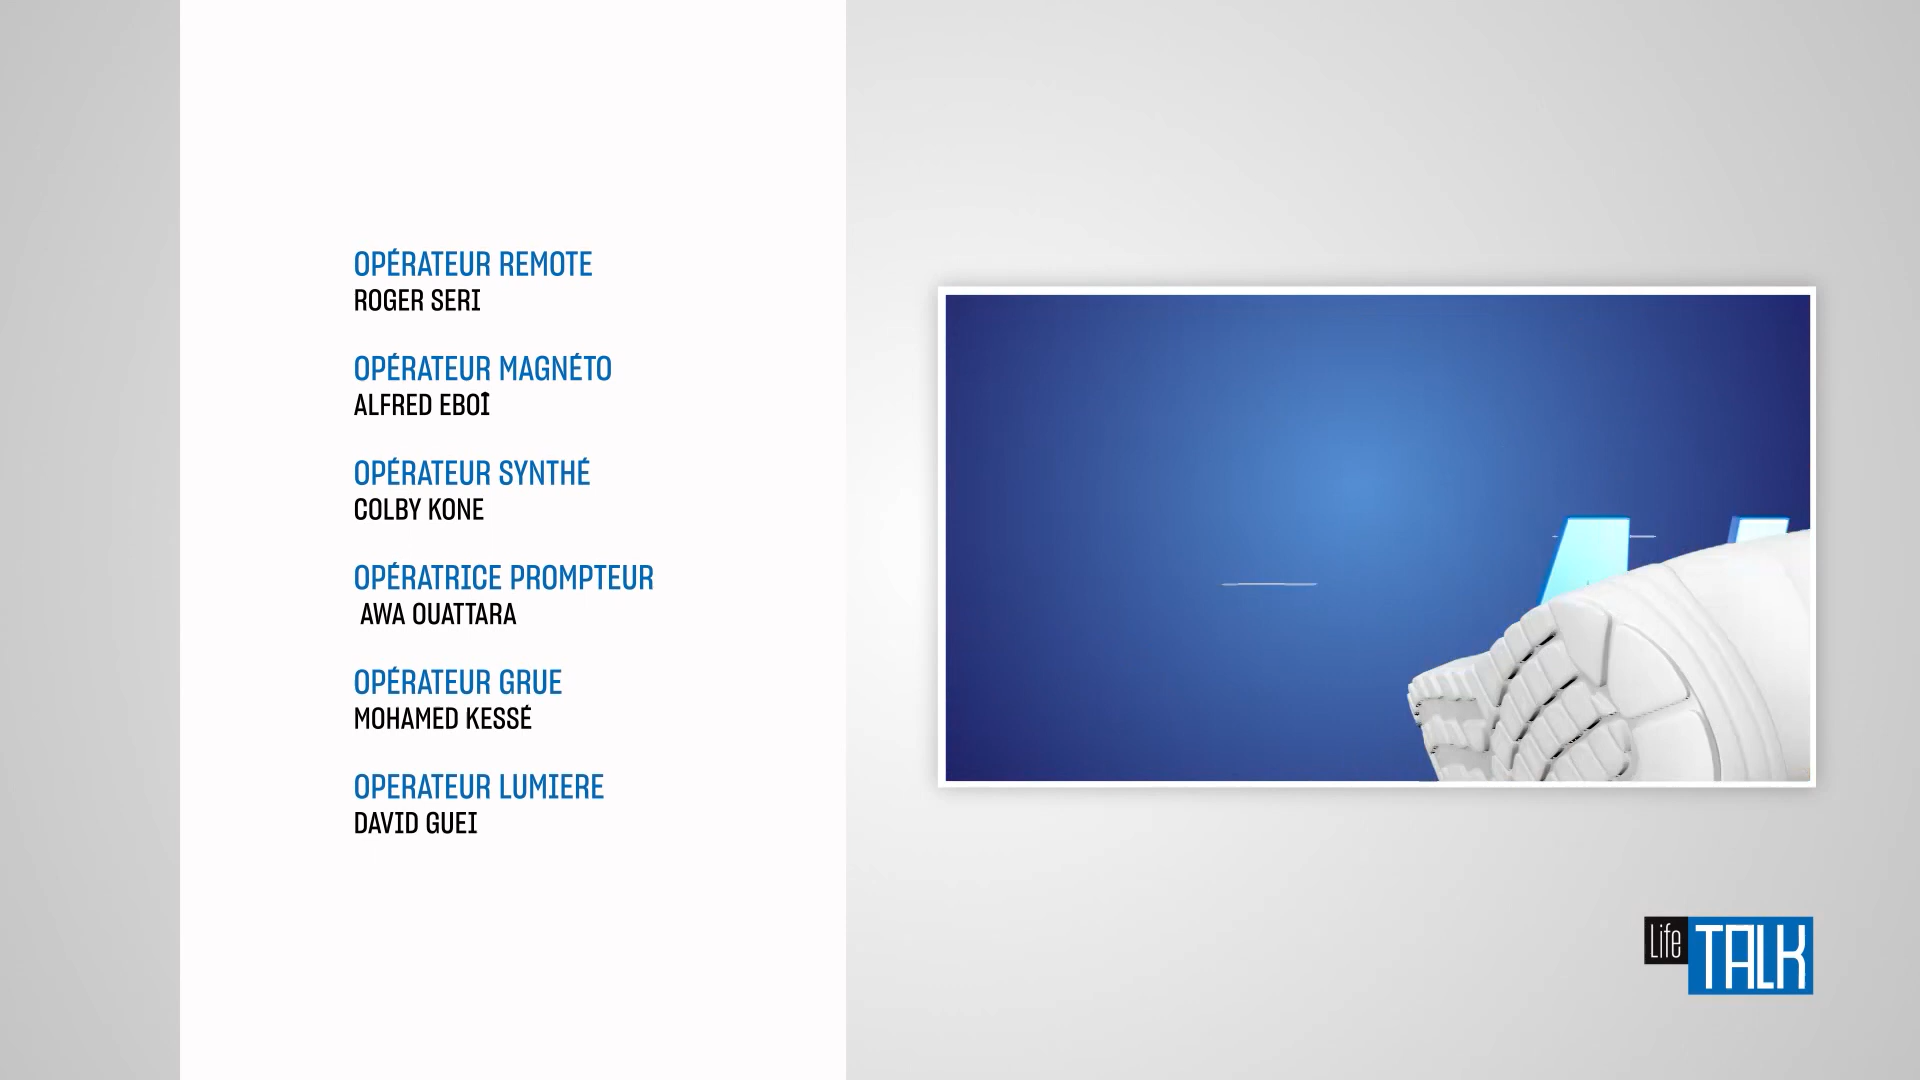 OPÉRATEUR REMOTE
ROGER SERI
OPÉRATEUR MAGNÉTO
ALFRED EBOÎ
OPÉRATEUR SYNTHÉ
COLBY KONE
OPÉRATRICE PROMPTEUR
AWA OUATTARA
OPÉRATEUR GRUE
MOHAMED KESSÉ
OPERATEUR LUMIERE
DAVID GUEI
Life TALK